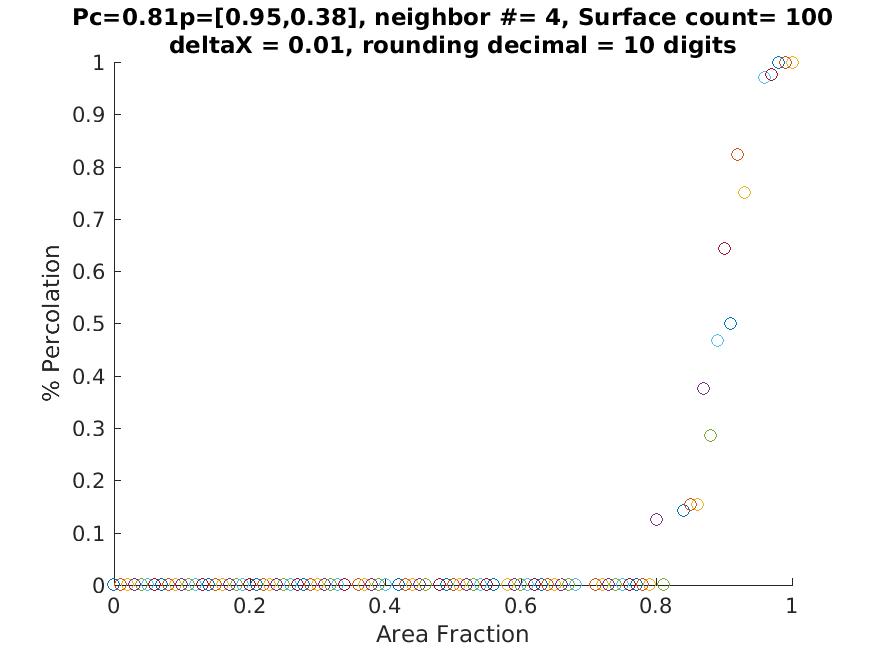 Pc=0.81p=[0.95,0.38], neighbor #= 4, Surface count= 100
deltaX = 0.01, rounding decimal = 10 digits
1
0.9
0.8
0.7
0.6
0.5
0.4
0.3
0.2
0.1
0
% Percolation
0 0.2 0.4 0.6 0.8 1
Area Fraction